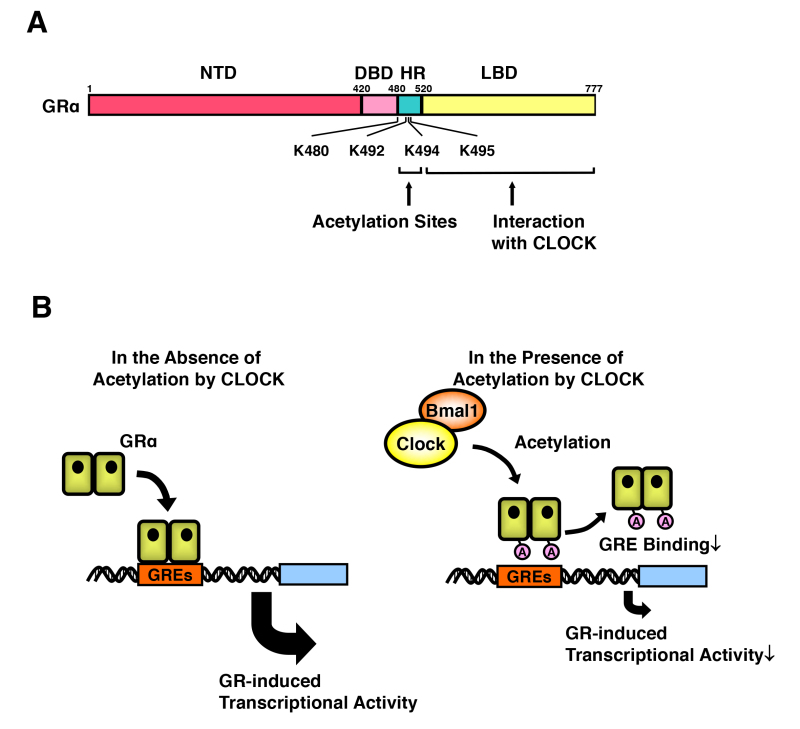 A
NTD DBD HR LBD
1 420 480 520 777
GRα
K480 K492 K494 K495
Acetylation Sites
Interaction
with CLOCK
B
In the Absence of
Acetylation by CLOCK
GRα
GREs
GR-induced
Transcriptional Activity
In the Presence of
Acetylation by CLOCK
Bmal1
Clock
Acetylation
A A
A A
GRE Binding↓
GREs
GR-induced
Transcriptional Activity↓